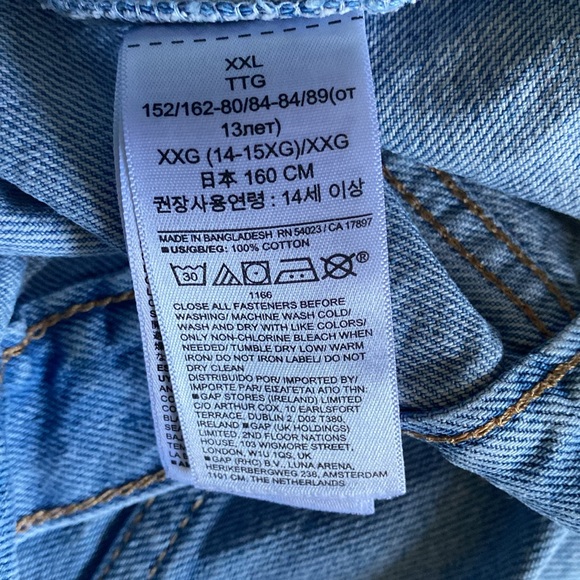 XXL
TTG
152/162-80/84-84/89(от
13лет)
XXG (14-15XG)/XXG
日本 160 CM
권장사용연령 : 14세 이상
MADE IN BANGLADESH RN 54023 / CA 17897
■ US/GB/EG: 100% COTTON
30
1166
CLOSE ALL FASTENERS BEFORE
WASHING/ MACHINE WASH COLD/
WASH AND DRY WITH LIKE COLORS/
ONLY NON-CHLORINE BLEACH WHEN
NEEDED/ TUMBLE DRY LOW/ WARM
IRON/ DO NOT IRON LABEL/ DO NOT
DRY CLEAN
DISTRIBUIDO POR/ IMPORTED BY/
IMPORTE PAR/ ΕΙΣΑΓΕΤΑΙ ΑΠΟ ΤΗΝ:
■ GAP STORES (IRELAND) LIMITED
C/O ARTHUR COX, 10 EARLSFORT
TERRACE, DUBLIN 2, D02 T380,
IRELAND ■ GAP (UK HOLDINGS)
LIMITED, 2ND FLOOR NATIONS
HOUSE, 103 WIGMORE STREET,
LONDON, W1U 1QS, UK
■ GAP (RHC) B.V., LUNA ARENA,
HERIKERBERGWEG 238, AMSTERDAM
1101 CM, THE NETHERLANDS